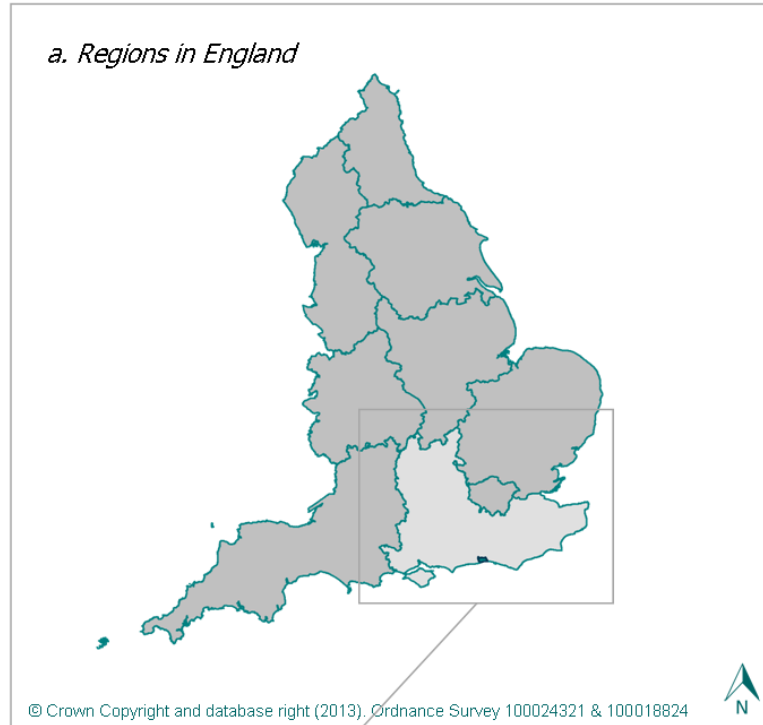 a. Regions in England
© Crown Copyright and database right (2013). Ordnance Survey 100024321 & 100018824
N